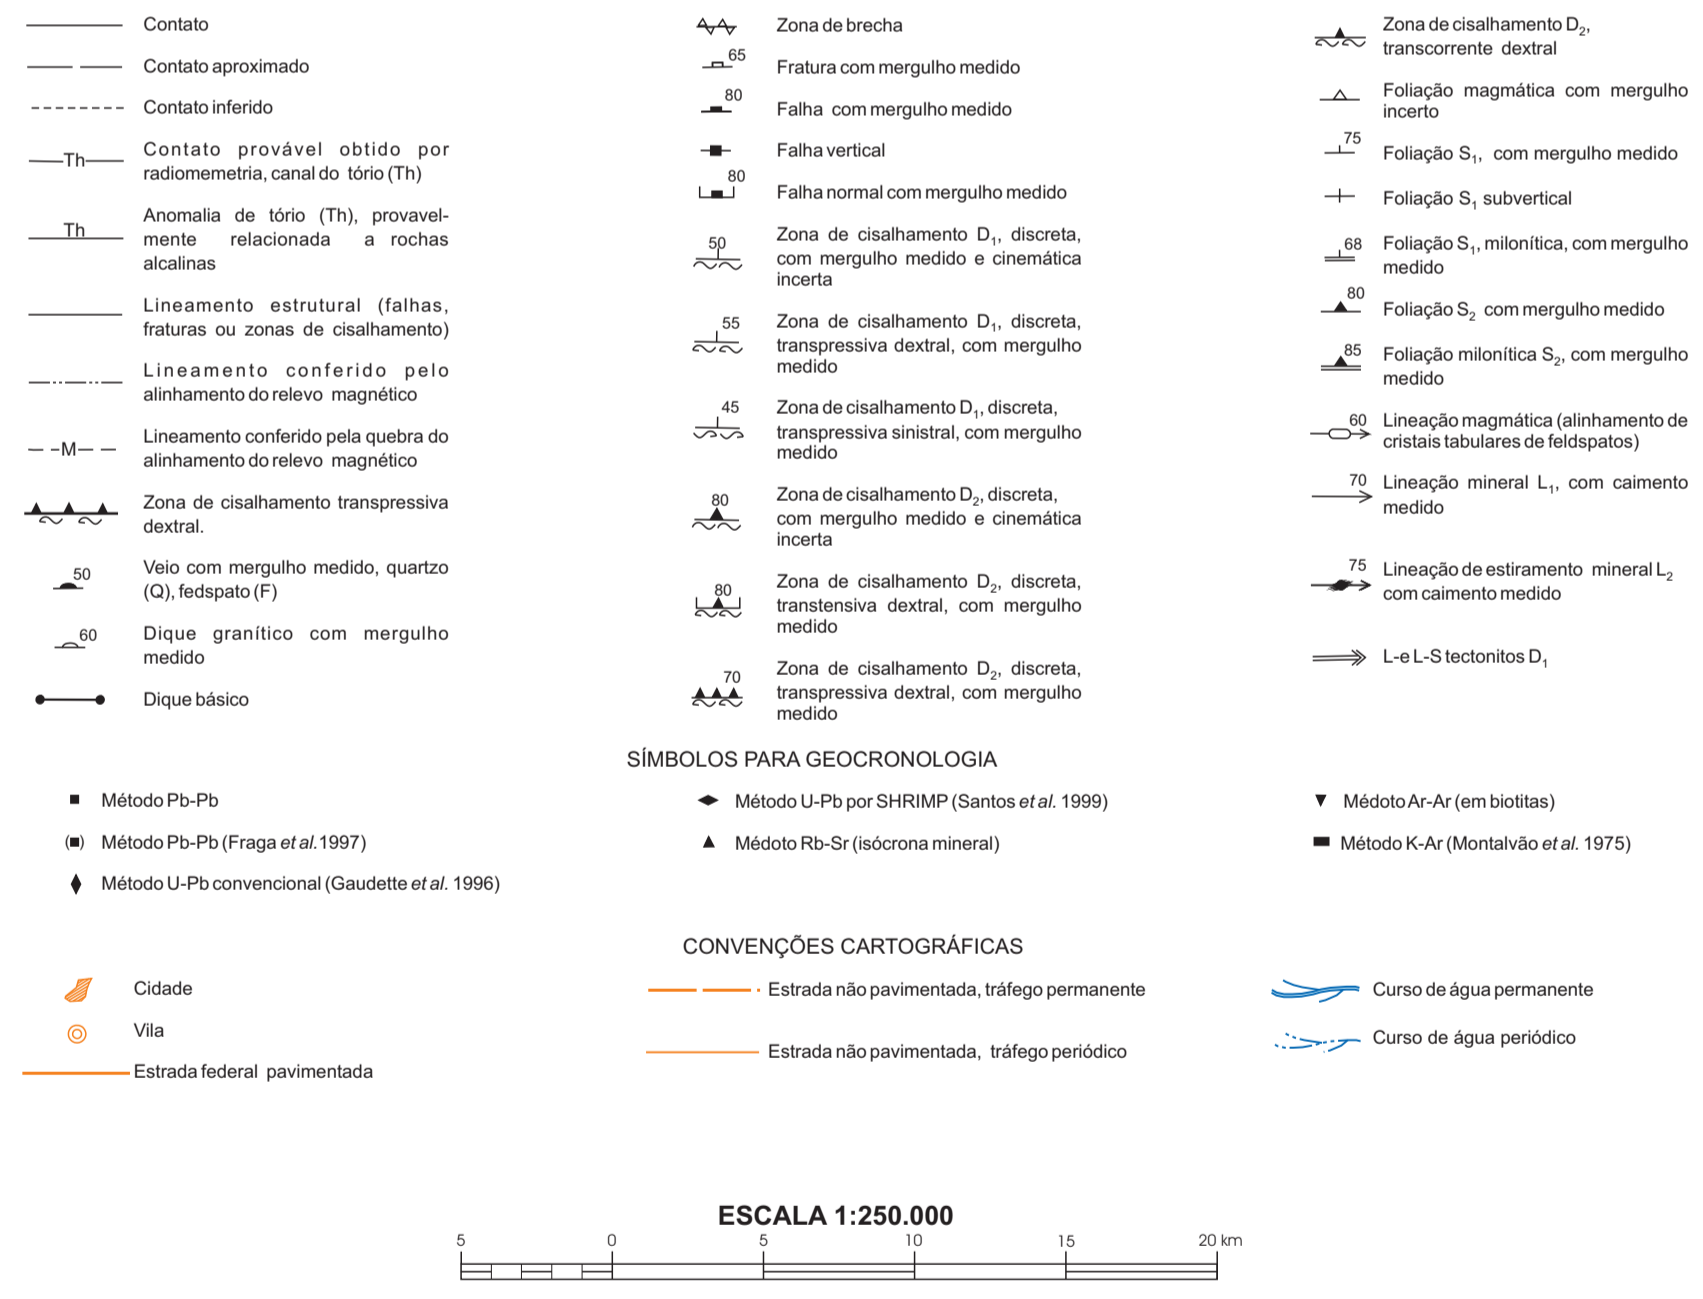 Contato
Contato aproximado
Contato inferido
Th
Contato provável obtido por
radiomemetria, canal do tório (Th)
Th
Anomalia de tório (Th), provavel-
mente relacionada a rochas
alcalinas
Lineamento estrutural (falhas,
fraturas ou zonas de cisalhamento)
Lineamento conferido pelo
alinhamento do relevo magnético
M
Lineamento conferido pela quebra do
alinhamento do relevo magnético
Zona de cisalhamento transpressiva
dextral.
50
Veio com mergulho medido, quartzo
(Q), fedspato (F)
60
Dique granítico com mergulho
medido
Dique básico
Zona de brecha
65
Fratura com mergulho medido
80
Falha com mergulho medido
Falha vertical
80
Falha normal com mergulho medido
50
Zona de cisalhamento D1, discreta,
com mergulho medido e cinemática
incerta
55
Zona de cisalhamento D1, discreta,
transpressiva dextral, com mergulho
medido
45
Zona de cisalhamento D1, discreta,
transpressiva sinistral, com mergulho
medido
80
Zona de cisalhamento D2, discreta,
com mergulho medido e cinemática
incerta
80
Zona de cisalhamento D2, discreta,
transtensiva dextral, com mergulho
medido
70
Zona de cisalhamento D2, discreta,
transpressiva dextral, com mergulho
medido
Zona de cisalhamento D2,
transcorrente dextral
Foliação magmática com mergulho
incerto
75
Foliação S1, com mergulho medido
Foliação S1 subvertical
68
Foliação S1, milonítica, com mergulho
medido
80
Foliação S2 com mergulho medido
85
Foliação milonítica S2, com mergulho
medido
60
Lineação magmática (alinhamento de
cristais tabulares de feldspatos)
70
Lineação mineral L1, com caimento
medido
75
Lineação de estiramento mineral L2
com caimento medido
L-e L-S tectonitos D1
SÍMBOLOS PARA GEOCRONOLOGIA
Método Pb-Pb
Método Pb-Pb (Fraga et al.1997)
Método U-Pb convencional (Gaudette et al. 1996)
Método U-Pb por SHRIMP (Santos et al. 1999)
Médoto Rb-Sr (isócrona mineral)
Médoto Ar-Ar (em biotitas)
Método K-Ar (Montalvão et al. 1975)
CONVENÇÕES CARTOGRÁFICAS
Cidade
Vila
Estrada federal pavimentada
Estrada não pavimentada, tráfego permanente
Estrada não pavimentada, tráfego periódico
Curso de água permanente
Curso de água periódico
ESCALA 1:250.000
5 0 5 10 15 20 km